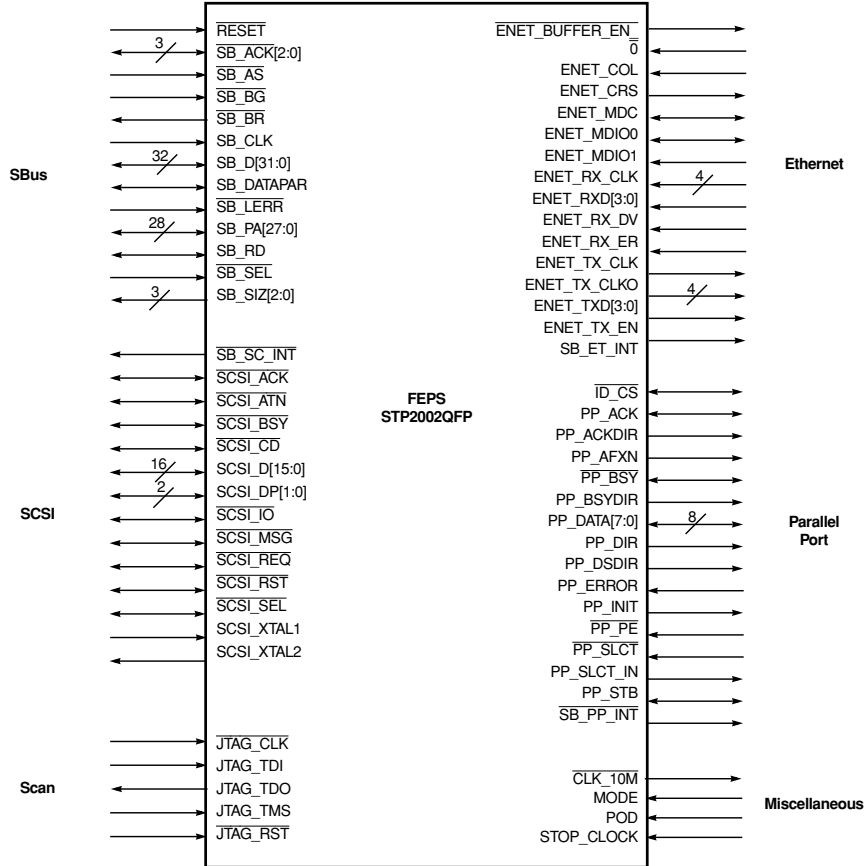 SBus
RESET
3
SB_ACK[2:0]
SB_AS
SB_BG
SB_BR
SB_CLK
32
SB_D[31:0]
SB_DATAPAR
SB_LERR
28
SB_PA[27:0]
SB_RD
SB_SEL
3
SB_SIZ[2:0]
SCSI
SB_SC_INT
SCSI_ACK
SCSI_ATN
SCSI_BSY
SCSI_CD
16
SCSI_D[15:0]
2
SCSI_DP[1:0]
SCSI_IO
SCSI_MSG
SCSI_REQ
SCSI_RST
SCSI_SEL
SCSI_XTAL1
SCSI_XTAL2
Scan
JTAG_CLK
JTAG_TDI
JTAG_TDO
JTAG_TMS
JTAG_RST
FEPS
STP2002QFP
ENET_BUFFER_EN_
0
ENET_COL
ENET_CRS
ENET_MDC
ENET_MDIO0
ENET_MDIO1
ENET_RX_CLK
4
ENET_RXD[3:0]
ENET_RX_DV
ENET_RX_ER
ENET_TX_CLK
ENET_TX_CLKO
4
ENET_TXD[3:0]
ENET_TX_EN
SB_ET_INT
Ethernet
ID_CS
PP_ACK
PP_ACKDIR
PP_AFXN
PP_BSY
PP_BSYDIR
PP_DATA[7:0]
8
PP_DIR
PP_DSDIR
PP_ERROR
PP_INIT
PP_PE
PP_SLCT
PP_SLCT_IN
PP_STB
SB_PP_INT
Parallel
Port
CLK_10M
MODE
POD
STOP_CLOCK
Miscellaneous